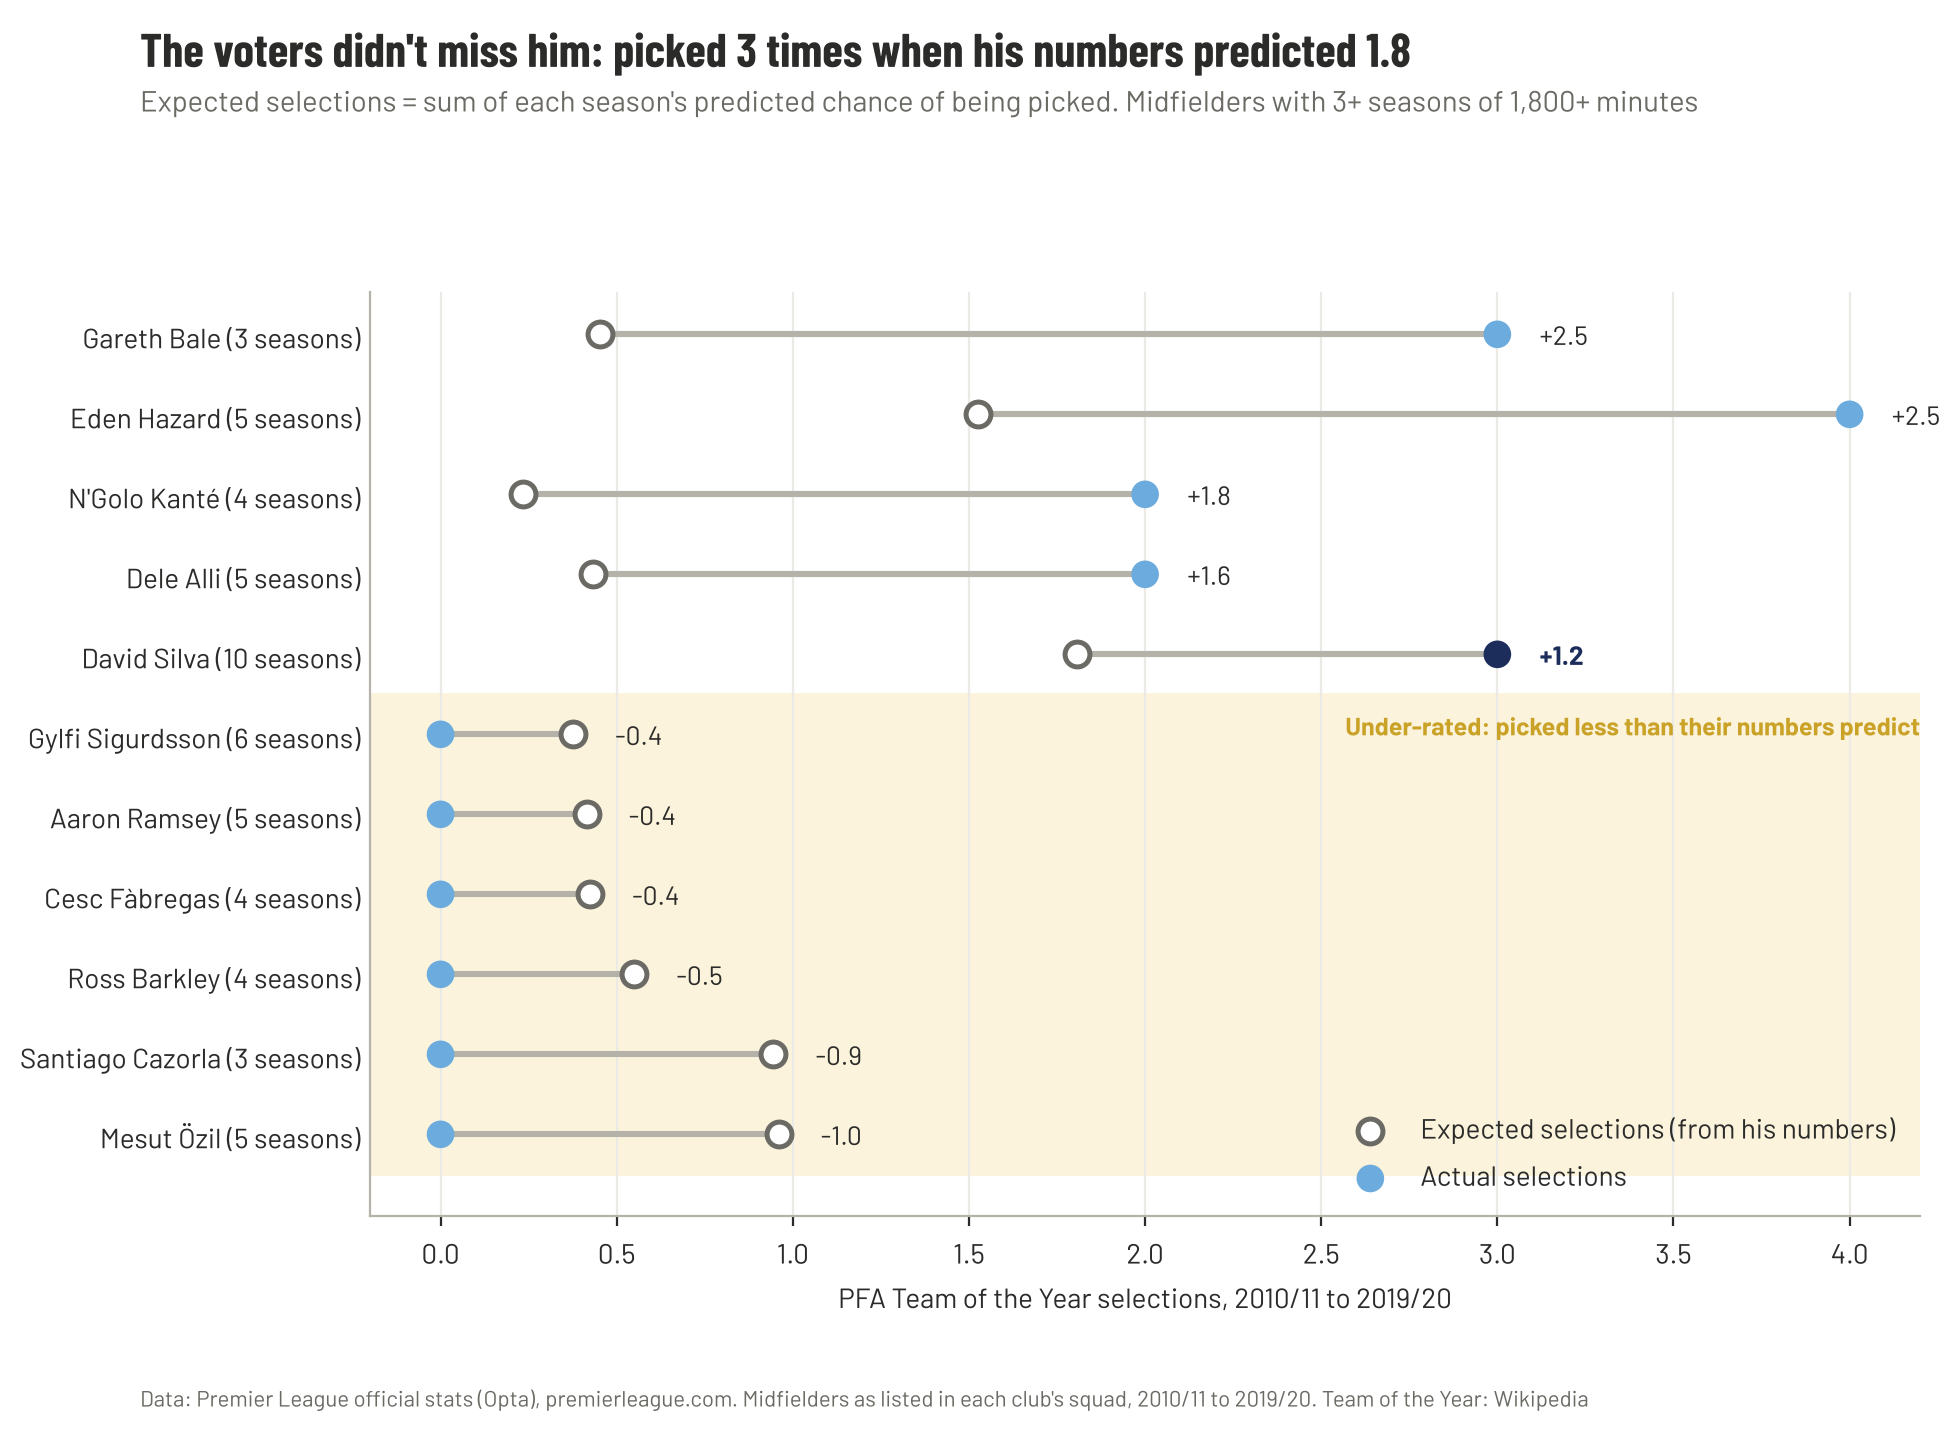 The voters didn't miss him: picked 3 times when his numbers predicted 1.8
Expected selections = sum of each season's predicted chance of being picked. Midfielders with 3+ seasons of 1,800+ minutes
Gareth Bale (3 seasons)
+2.5
Eden Hazard (5 seasons)
+2.5
N'Golo Kanté (4 seasons)
+1.8
Dele Alli (5 seasons)
+1.6
David Silva (10 seasons)
+1.2
Gylfi Sigurdsson (6 seasons)
-0.4
Under-rated: picked less than their numbers predict
Aaron Ramsey (5 seasons)
-0.4
Cesc Fàbregas (4 seasons)
-0.4
Ross Barkley (4 seasons)
-0.5
Santiago Cazorla (3 seasons)
-0.9
Mesut Özil (5 seasons)
-1.0
Expected selections (from his numbers)
Actual selections
0.0 0.5 1.0 1.5 2.0 2.5 3.0 3.5 4.0
PFA Team of the Year selections, 2010/11 to 2019/20
Data: Premier League official stats (Opta), premierleague.com. Midfielders as listed in each club's squad, 2010/11 to 2019/20. Team of the Year: Wikipedia